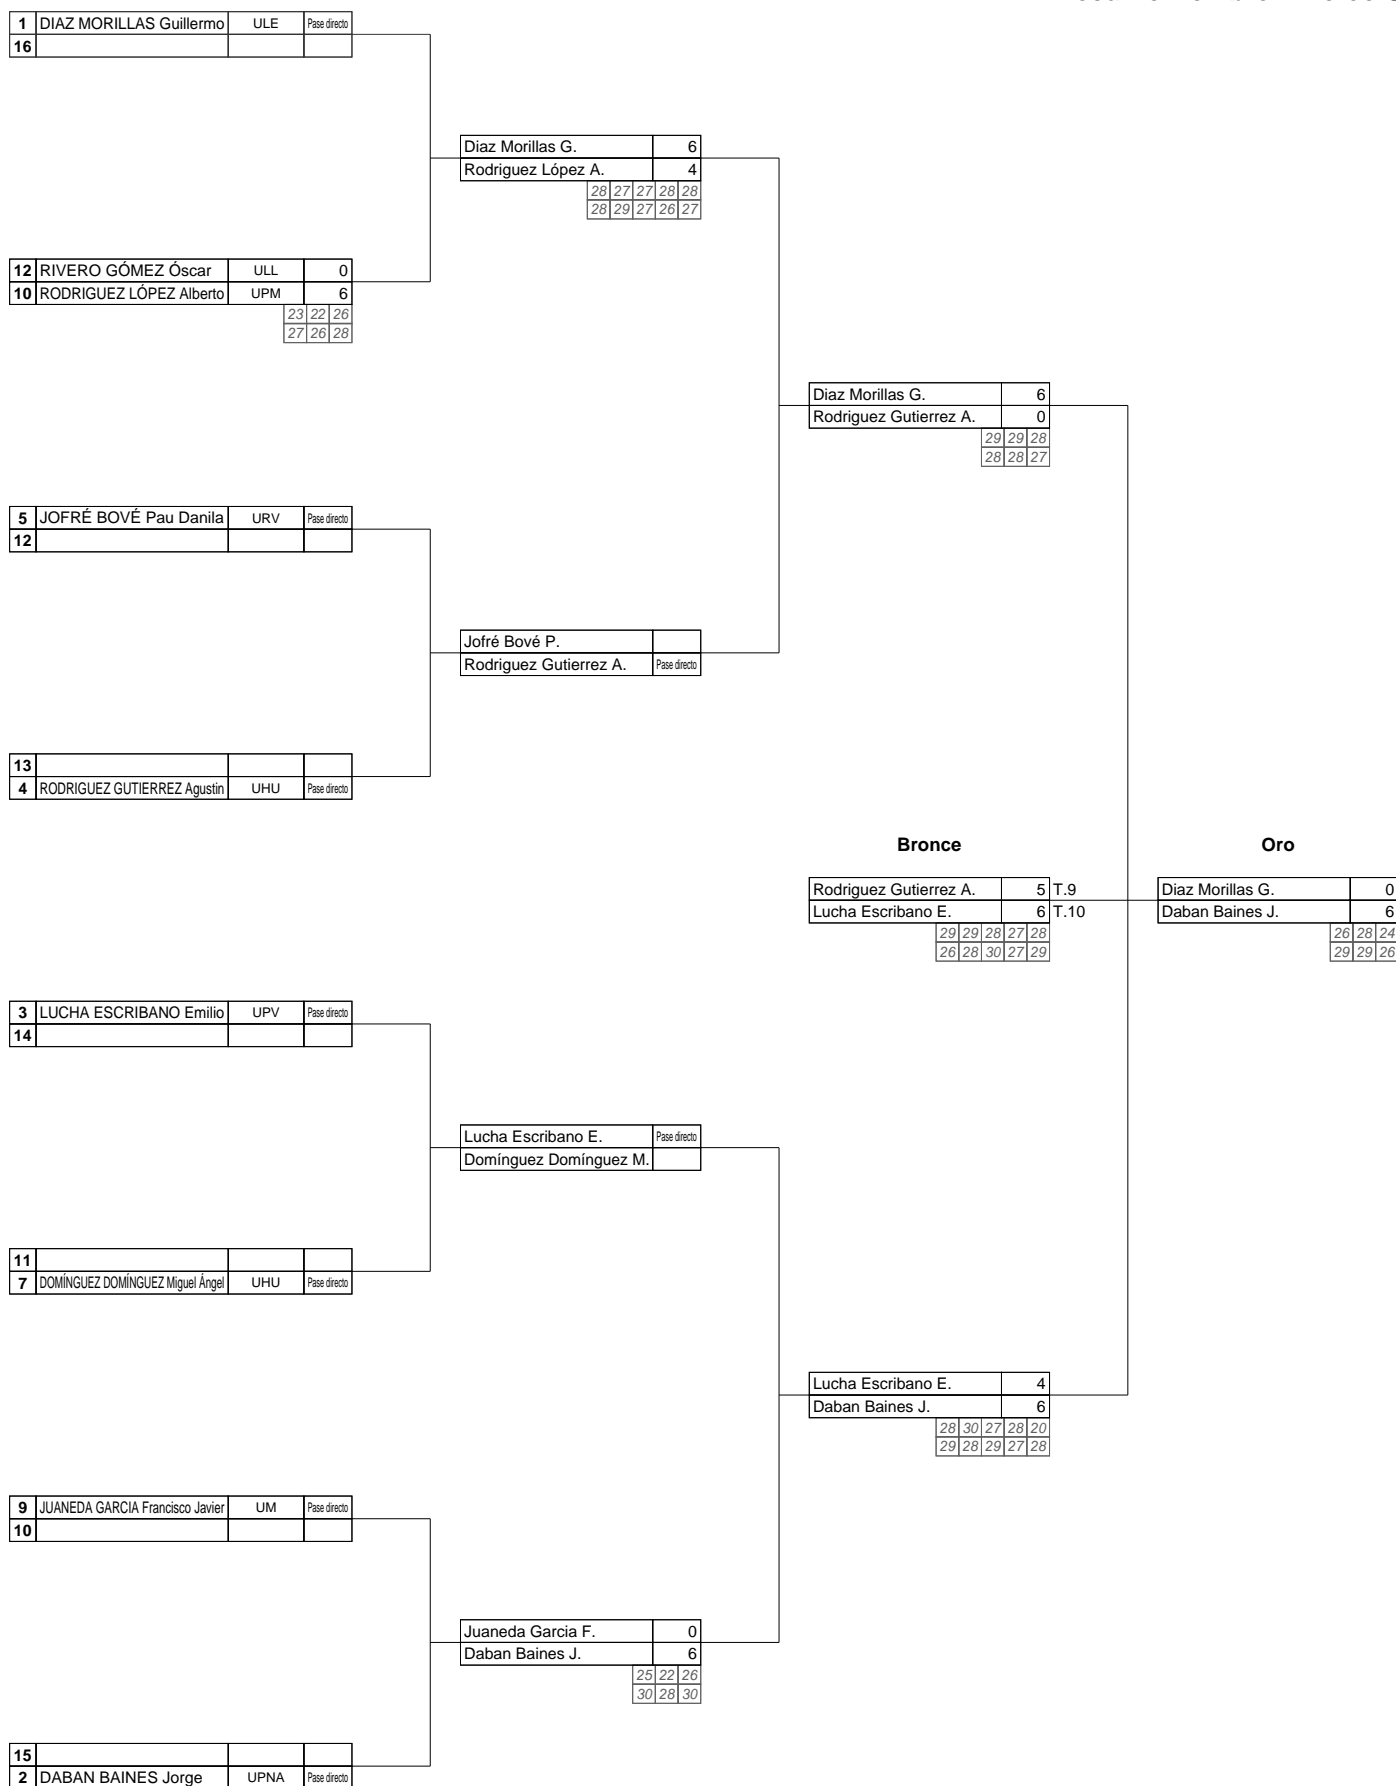 1 DIAZ MORILLAS Guillermo ULE Pase directo
16
Diaz Morillas G. 6
Rodriguez López A. 4
28 27 27 28 28
28 29 27 26 27
12 RIVERO GÓMEZ Óscar ULL 0
10 RODRIGUEZ LÓPEZ Alberto UPM 6
23 22 26
27 26 28
Diaz Morillas G. 6
Rodriguez Gutierrez A. 0
29 29 28
28 28 27
5 JOFRÉ BOVÉ Pau Danila URV Pase directo
12
Jofré Bové P.
Rodriguez Gutierrez A. Pase directo
13
4 RODRIGUEZ GUTIERREZ Agustin UHU Pase directo
Bronce Oro
Rodriguez Gutierrez A. 5 T.9 Diaz Morillas G. 0
Lucha Escribano E. 6 T.10 Daban Baines J. 6
29 29 28 27 28 26 28 24
26 28 30 27 29 29 29 26
3 LUCHA ESCRIBANO Emilio UPV Pase directo
14
Lucha Escribano E. Pase directo
Domínguez Domínguez M.
11
7 DOMÍNGUEZ DOMÍNGUEZ Miguel Ángel UHU Pase directo
Lucha Escribano E. 4
Daban Baines J. 6
28 30 27 28 20
29 28 29 27 28
9 JUANEDA GARCIA Francisco Javier UM Pase directo
10
Juaneda Garcia F. 0
Daban Baines J. 6
25 22 26
30 28 30
15
2 DABAN BAINES Jorge UPNA Pase directo